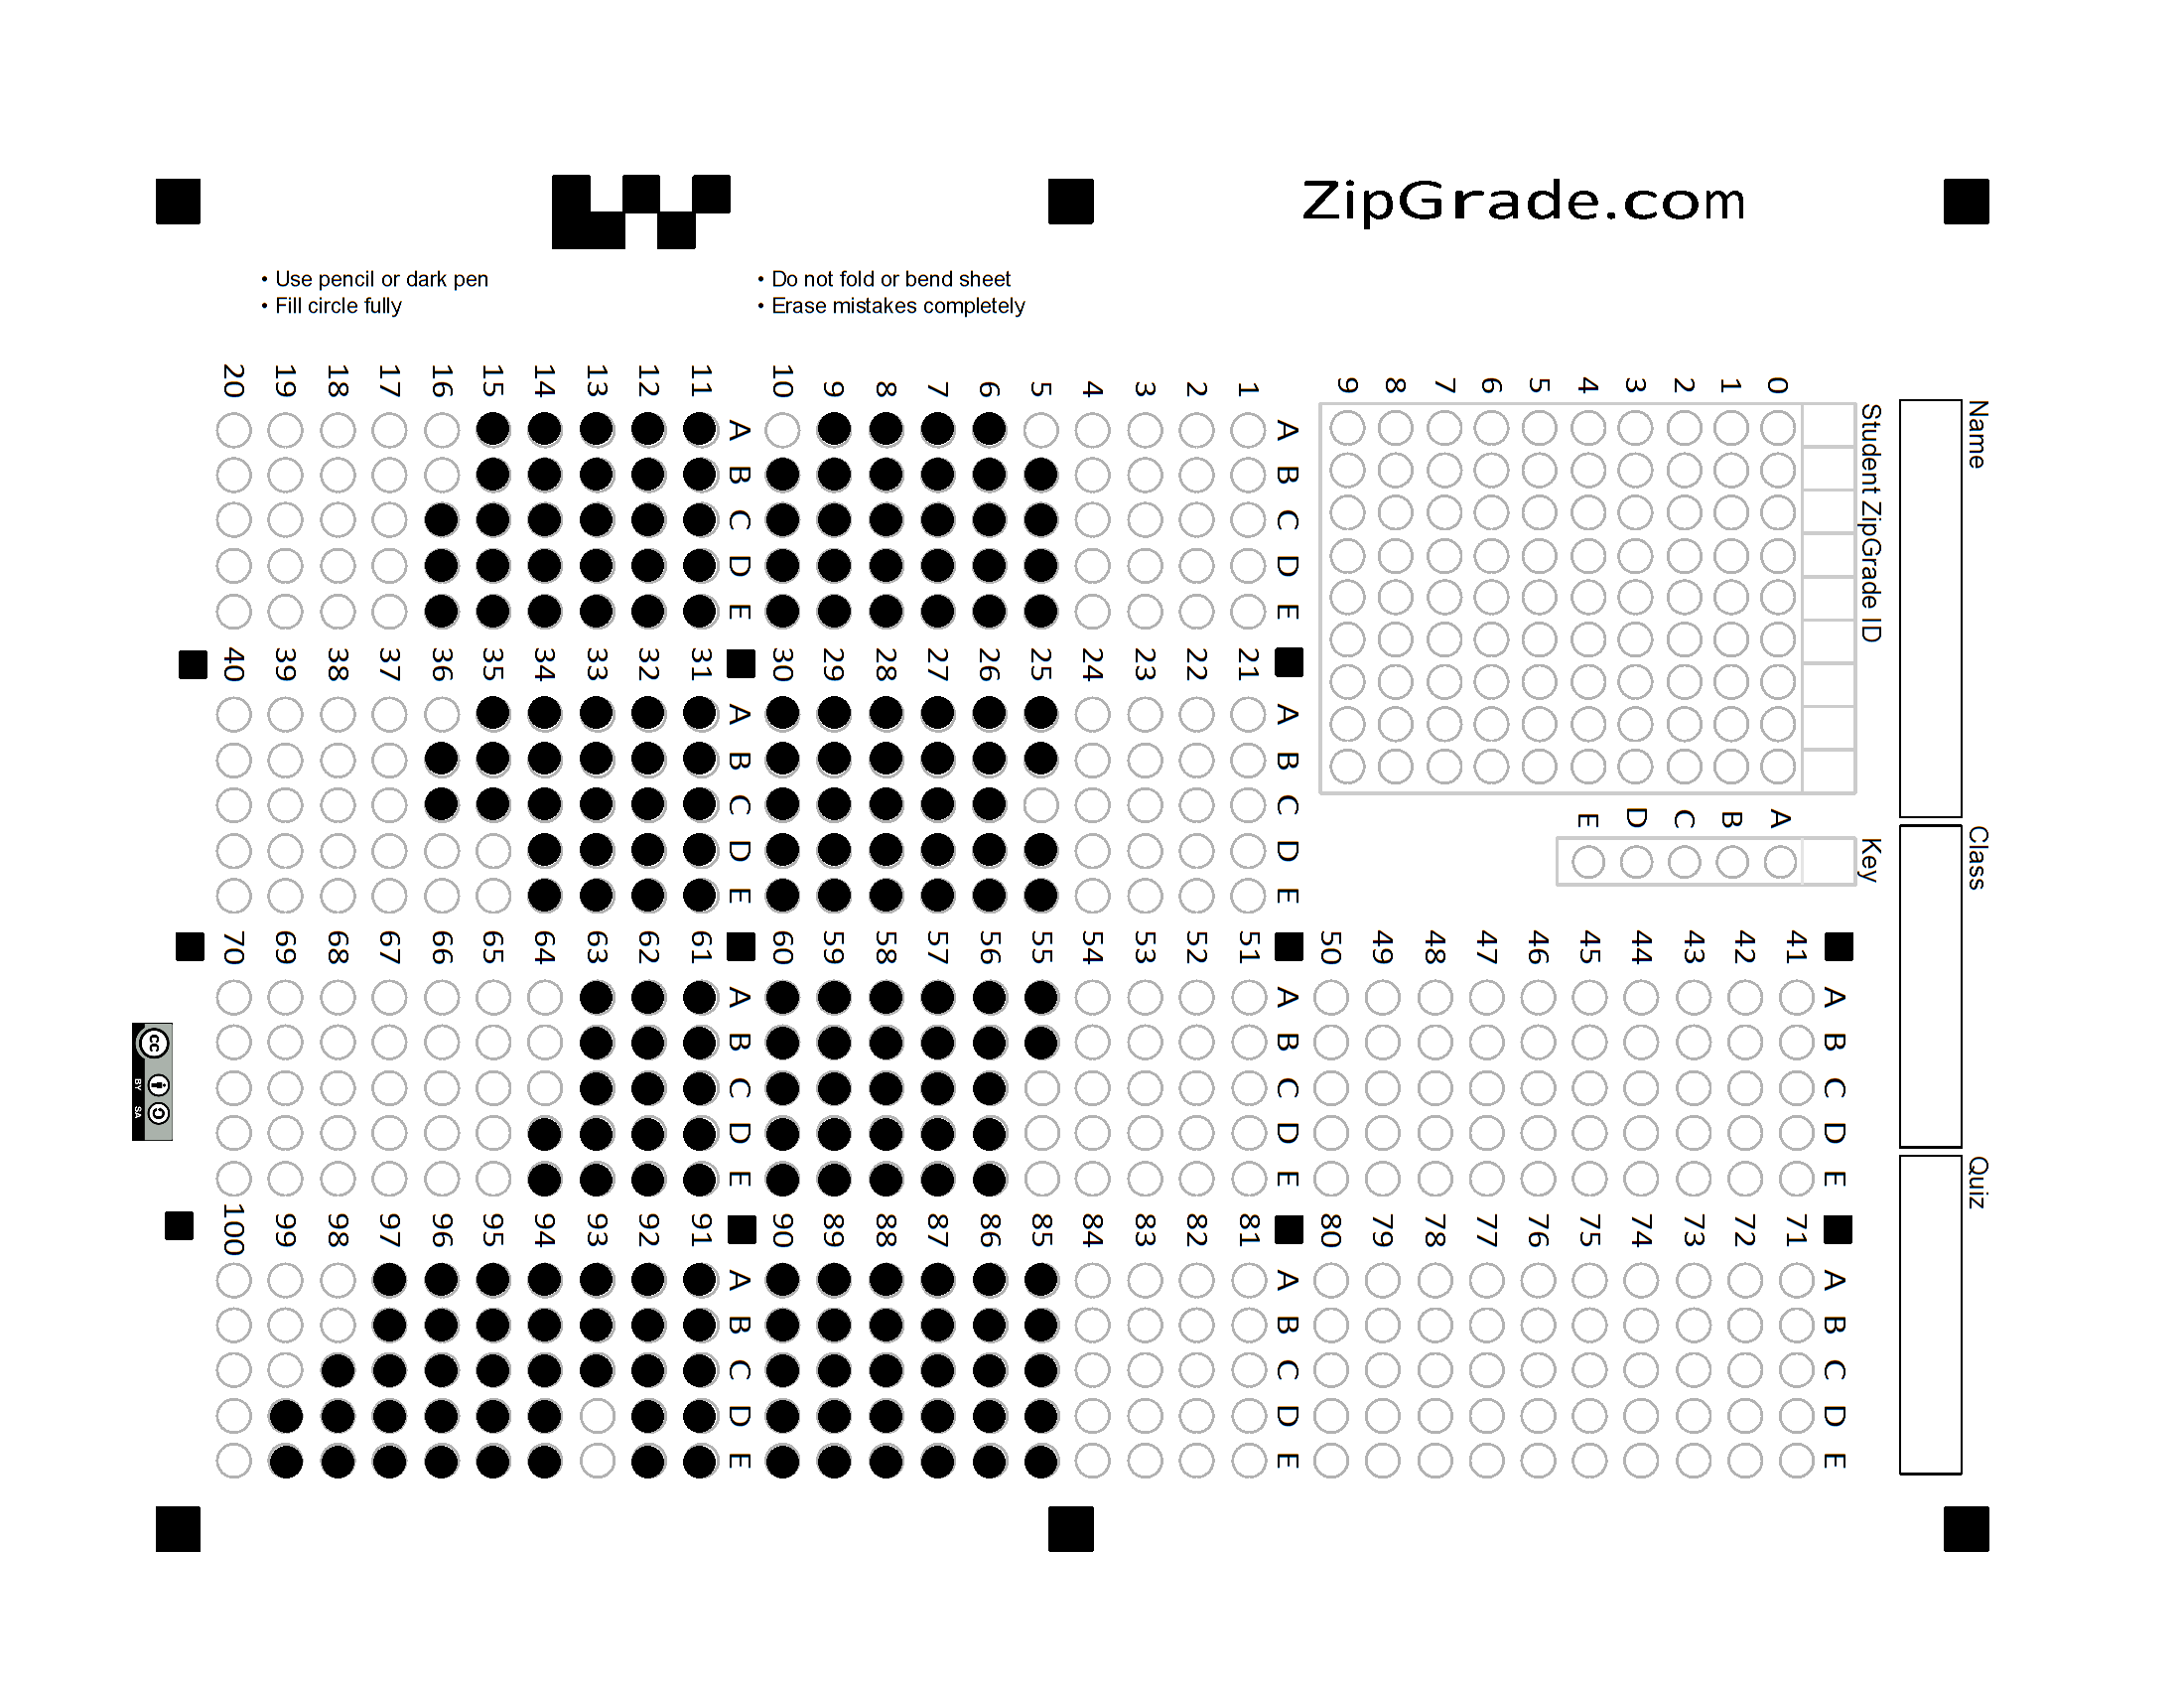 ZipGrade.com
• Use pencil or dark pen
• Fill circle fully
• Do not fold or bend sheet
• Erase mistakes completely
Name
Class
Quiz
Student ZipGrade ID
0 1 2 3 4 5 6 7 8 9
Key
A B C D E
1 2 3 4 5 6 7 8 9 10
A B C D E
11 12 13 14 15 16 17 18 19 20
A B C D E
21 22 23 24 25 26 27 28 29 30
A B C D E
31 32 33 34 35 36 37 38 39 40
A B C D E
41 42 43 44 45 46 47 48 49 50
A B C D E
51 52 53 54 55 56 57 58 59 60
A B C D E
61 62 63 64 65 66 67 68 69 70
A B C D E
71 72 73 74 75 76 77 78 79 80
A B C D E
81 82 83 84 85 86 87 88 89 90
A B C D E
91 92 93 94 95 96 97 98 99 100
A B C D E
cc BY SA